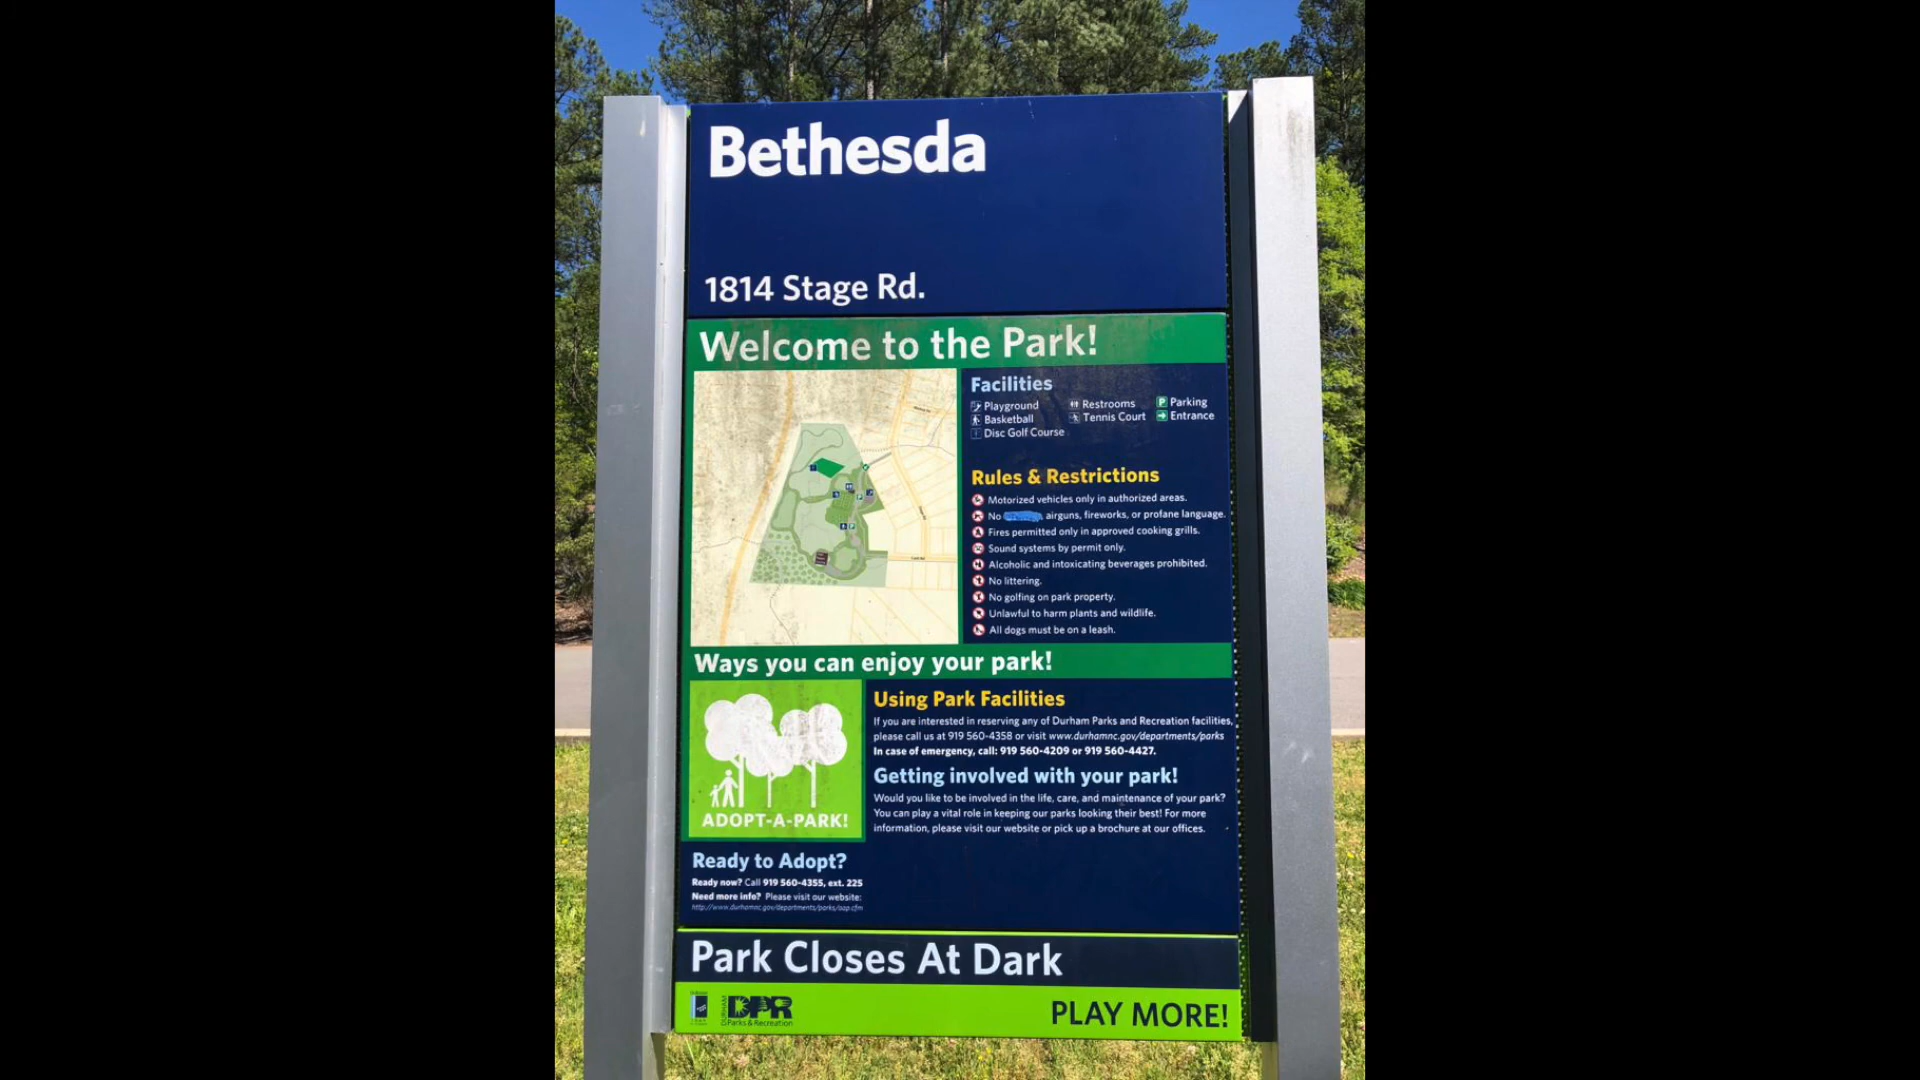 Bethesda
1814 Stage Rd.
Welcome to the Park!
Facilities
Playground
Basketball
Disc Golf Course
Restrooms
Tennis Court
P Parking
Entrance
Rules & Restrictions
Motorized vehicles only in authorized areas.
No airguns, fireworks, or profane language.
Fires permitted only in approved cooking grills.
Sound systems by permit only.
Alcoholic and intoxicating beverages prohibited.
No littering.
No golfing on park property.
Unlawful to harm plants and wildlife.
All dogs must be on a leash.
Ways you can enjoy your park!
ADOPT-A-PARK!
Using Park Facilities
If you are interested in reserving any of Durham Parks and Recreation facilities,
please call us at 919 560-4358 or visit www.durhamnc.gov/departments/parks
In case of emergency, call: 919 560-4209 or 919 560-4427.
Getting involved with your park!
Would you like to be involved in the life, care, and maintenance of your park?
You can play a vital role in keeping our parks looking their best! For more
information, please visit our website or pick up a brochure at our offices.
Ready to Adopt?
Ready now? Call 919 560-4355, ext. 225
Need more info? Please visit our website:
http://www.durhamnc.gov/departments/parks/aap.cfm
Park Closes At Dark
DURHAM
DPR
Parks & Recreation
PLAY MORE!